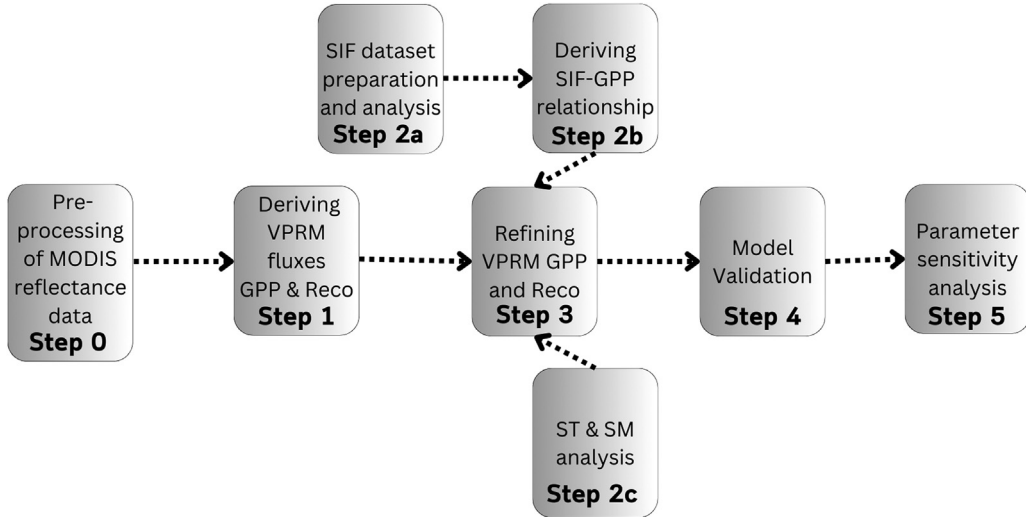 SIF dataset
preparation
and analysis
Step 2a
Deriving
SIF-GPP
relationship
Step 2b
Pre-
processing
of MODIS
reflectance
data
Step 0
Deriving
VPRM
fluxes
GPP & Reco
Step 1
Refining
VPRM GPP
and Reco
Step 3
Model
Validation
Step 4
Parameter
sensitivity
analysis
Step 5
ST & SM
analysis
Step 2c